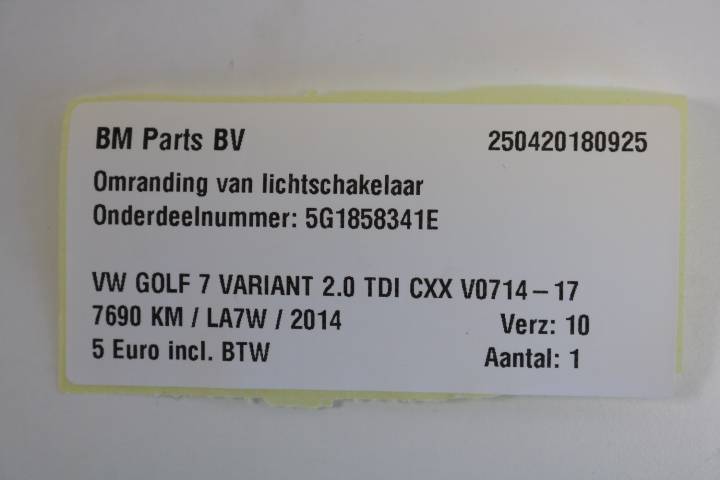 BM Parts BV 250420180925
Omranding van lichtschakelaar
Onderdeelnummer: 5G1858341E
VW GOLF 7 VARIANT 2.0 TDI CXX V0714-17
7690 KM / LA7W / 2014 Verz: 10
5 Euro incl. BTW Aantal: 1